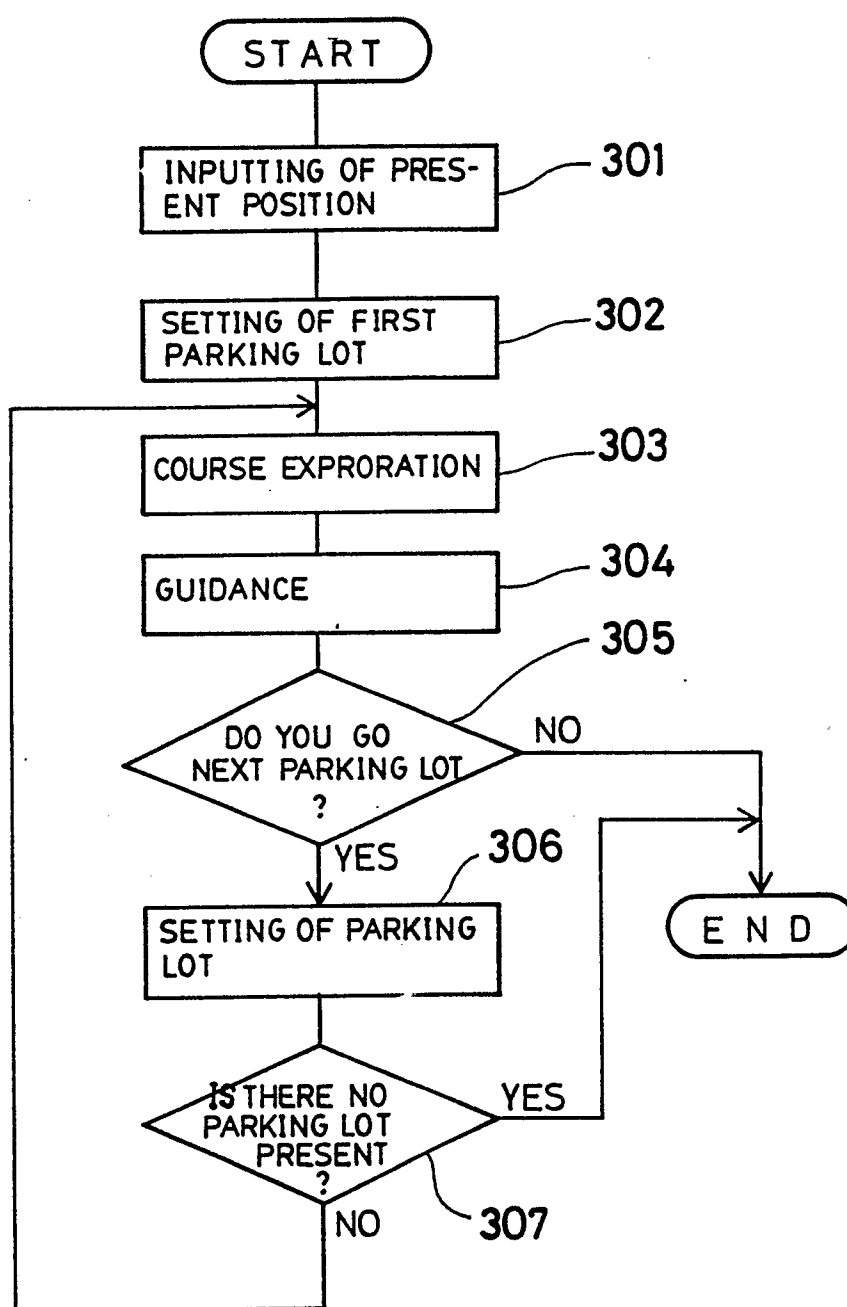 START
INPUTTING OF PRES-
ENT POSITION
301
SETTING OF FIRST
PARKING LOT
302
COURSE EXPRORATION
303
GUIDANCE
304
305
DO YOU GO
NEXT PARKING LOT
?
NO
YES
306
SETTING OF PARKING
LOT
END
IS THERE NO
PARKING LOT
PRESENT
?
YES
NO
307